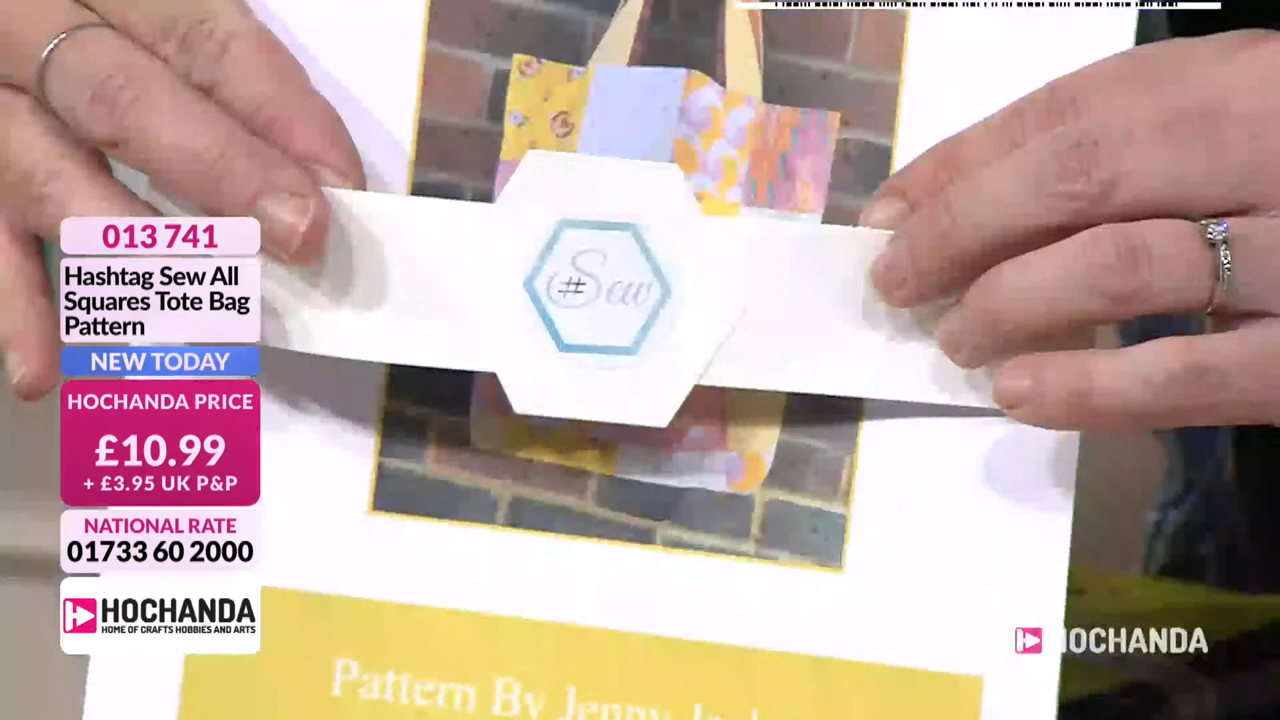 013 741
Hashtag Sew All
Squares Tote Bag
Pattern
NEW TODAY
HOCHANDA PRICE
£10.99
+ £3.95 UK P&P
NATIONAL RATE
01733 60 2000
HOCHANDA
HOME OF CRAFTS HOBBIES AND ARTS
#Sew
Pattern By Jenny
HOCHANDA